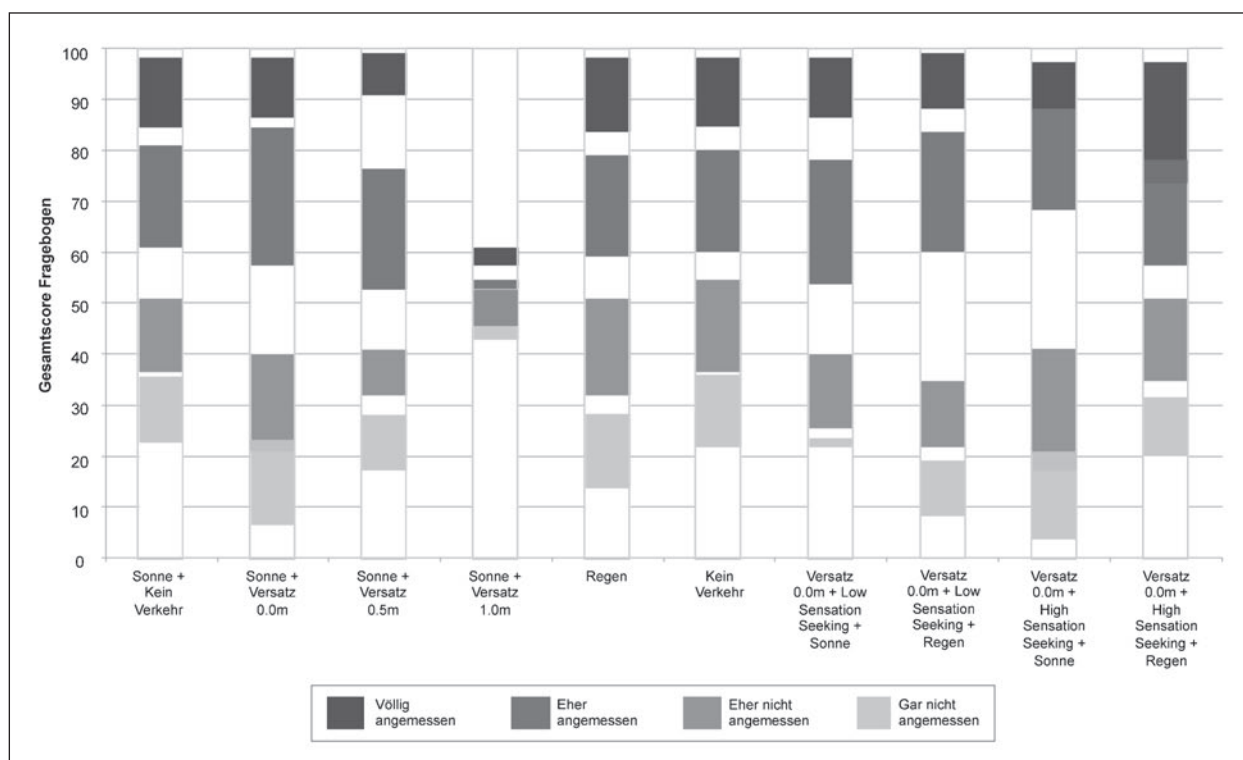 Gesamtscore Fragebogen
100
90
80
70
60
50
40
30
20
10
0
Sonne +
Kein
Verkehr
Sonne +
Versatz
0.0m
Sonne +
Versatz
0.5m
Sonne +
Versatz
1.0m
Regen
Kein
Verkehr
Versatz
0.0m + Low
Sensation
Seeking +
Sonne
Versatz
0.0m + Low
Sensation
Seeking +
Regen
Versatz
0.0m +
High
Sensation
Seeking +
Sonne
Versatz
0.0m +
High
Sensation
Seeking +
Regen
Völlig
angemessen
Eher
angemessen
Eher nicht
angemessen
Gar nicht
angemessen